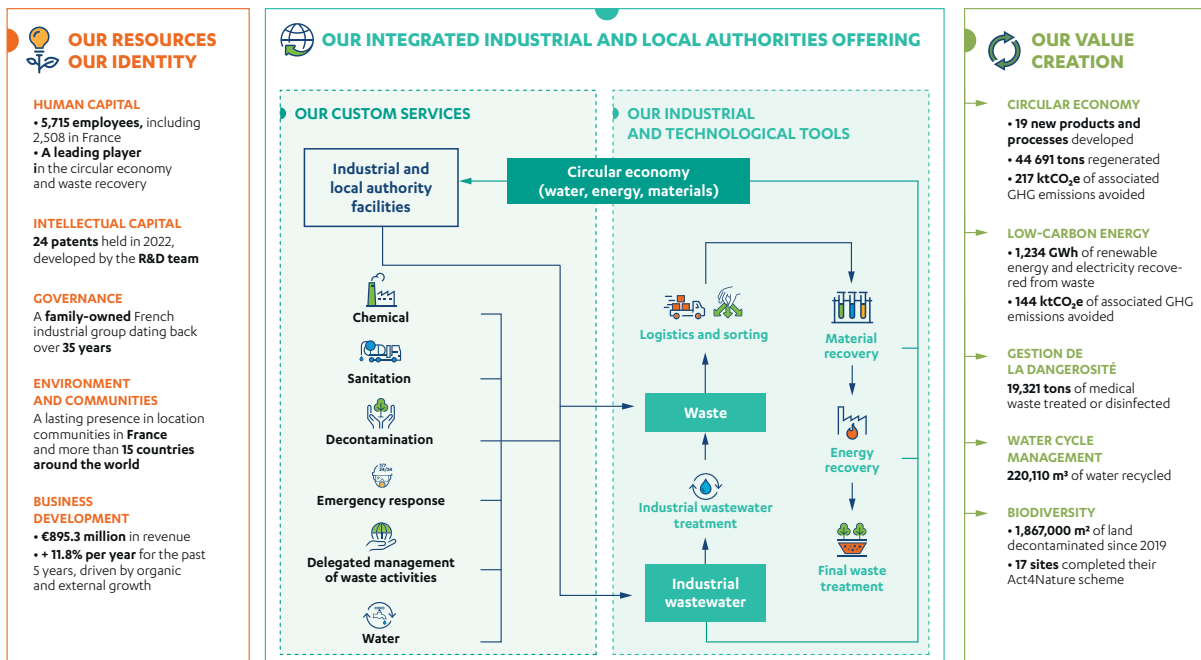 OUR RESOURCES
OUR IDENTITY
HUMAN CAPITAL
• 5,715 employees, including
2,508 in France
• A leading player
in the circular economy
and waste recovery
INTELLECTUAL CAPITAL
24 patents held in 2022,
developed by the R&D team
GOVERNANCE
A family-owned French
industrial group dating back
over 35 years
ENVIRONMENT
AND COMMUNITIES
A lasting presence in location
communities in France
and more than 15 countries
around the world
BUSINESS
DEVELOPMENT
• €895.3 million in revenue
• + 11.8% per year for the past
5 years, driven by organic
and external growth
OUR INTEGRATED INDUSTRIAL AND LOCAL AUTHORITIES OFFERING
OUR CUSTOM SERVICES
Industrial and
local authority
facilities
Chemical
Sanitation
Decontamination
7/7
24/24
Emergency response
Delegated management
of waste activities
Water
OUR INDUSTRIAL
AND TECHNOLOGICAL TOOLS
Circular economy
(water, energy, materials)
Logistics and sorting
Material
recovery
Waste
Energy
recovery
Industrial wastewater
treatment
Final waste
treatment
Industrial
wastewater
OUR VALUE
CREATION
CIRCULAR ECONOMY
• 19 new products and
processes developed
• 44 691 tons regenerated
• 217 ktCO₂e of associated
GHG emissions avoided
LOW-CARBON ENERGY
• 1,234 GWh of renewable
energy and electricity recove-
red from waste
• 144 ktCO₂e of associated GHG
emissions avoided
GESTION DE
LA DANGEROSITÉ
19,321 tons of medical
waste treated or disinfected
WATER CYCLE
MANAGEMENT
220,110 m³ of water recycled
BIODIVERSITY
• 1,867,000 m² of land
decontaminated since 2019
• 17 sites completed their
Act4Nature scheme